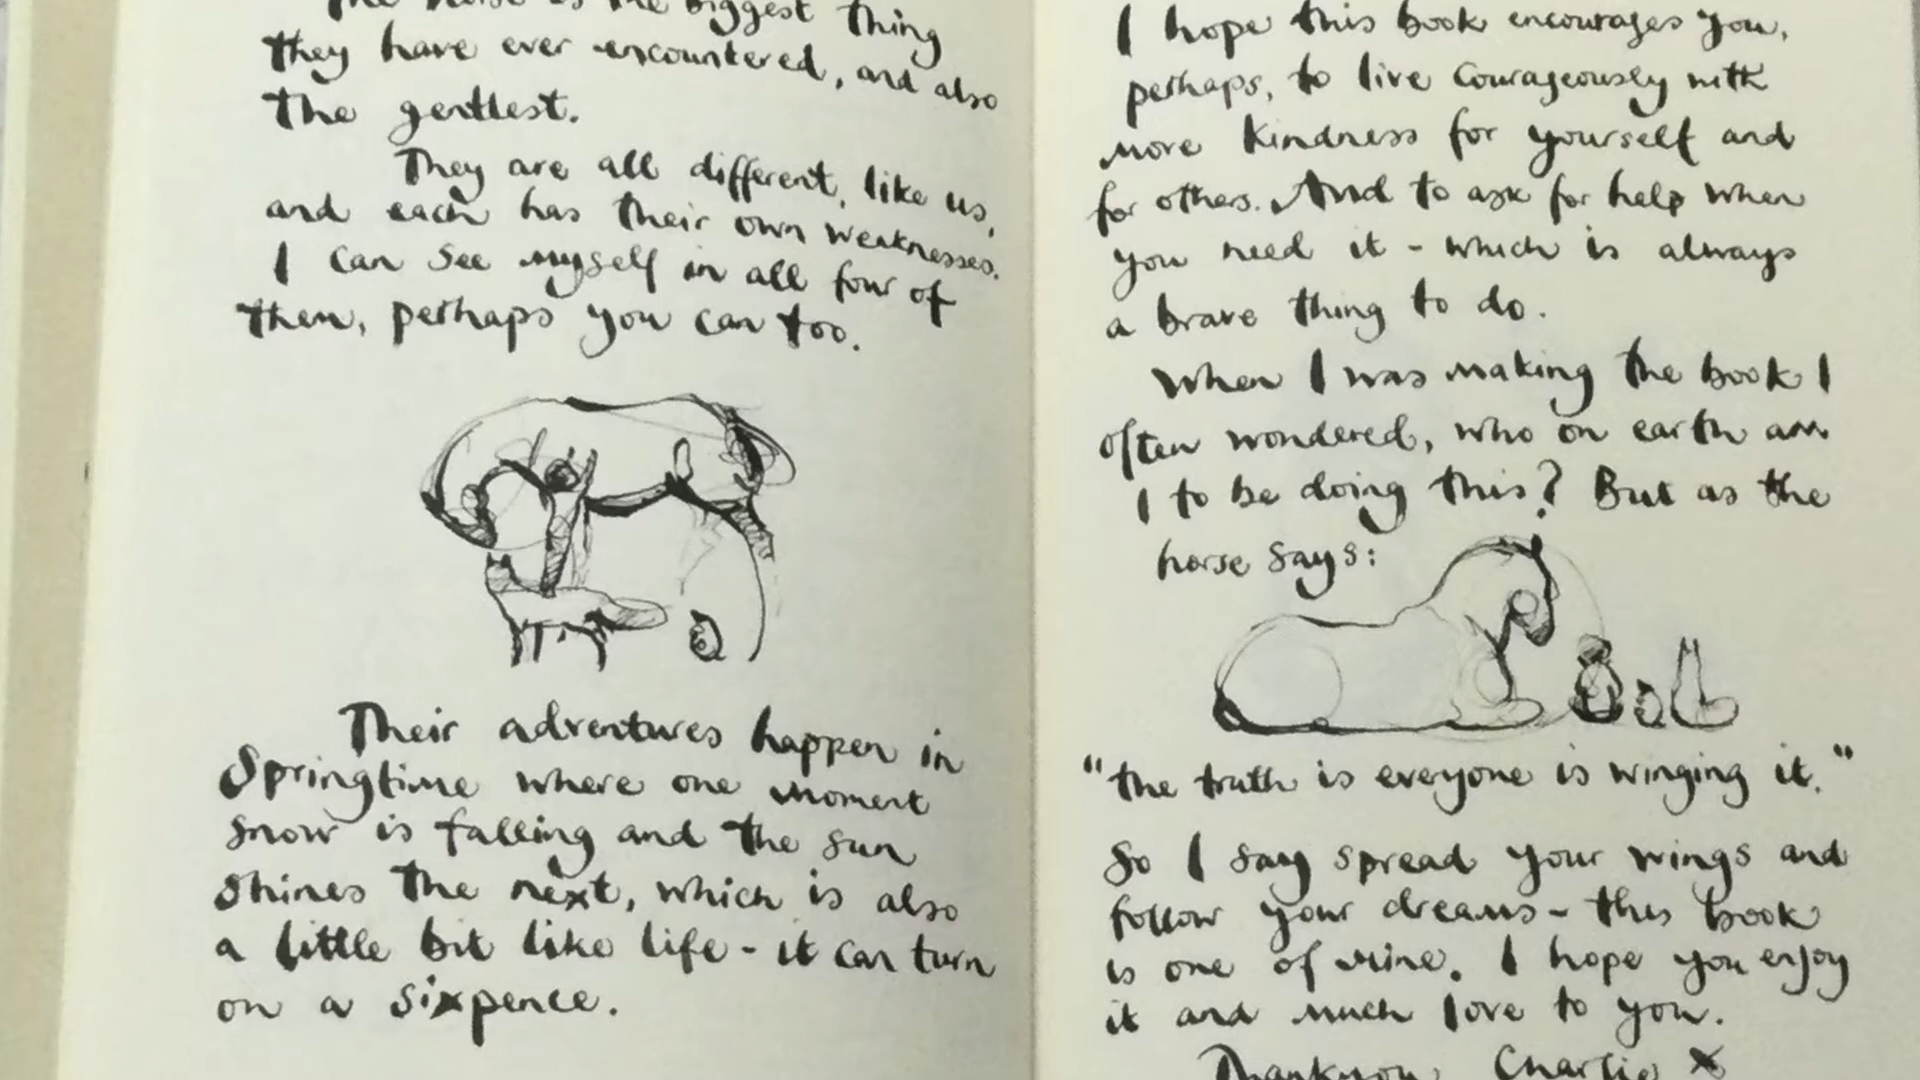 The horse is the biggest thing
they have ever encountered, and also
the gentlest.
They are all different, like us,
and each has their own weaknesses.
I can see myself in all four of
them, perhaps you can too.
Their adventures happen in
Springtime where one moment
snow is falling and the sun
shines the next, which is also
a little bit like life - it can turn
on a sixpence.
I hope this book encourages you,
perhaps, to live courageously with
more kindness for yourself and
for others. And to ask for help when
you need it - which is always
a brave thing to do.
When I was making the book I
often wondered, who on earth am
I to be doing this? But as the
horse says:
"the truth is everyone is winging it."
So I say spread your wings and
follow your dreams - this book
is one of mine. I hope you enjoy
it and much love to you.
Thankyou, Charlie x